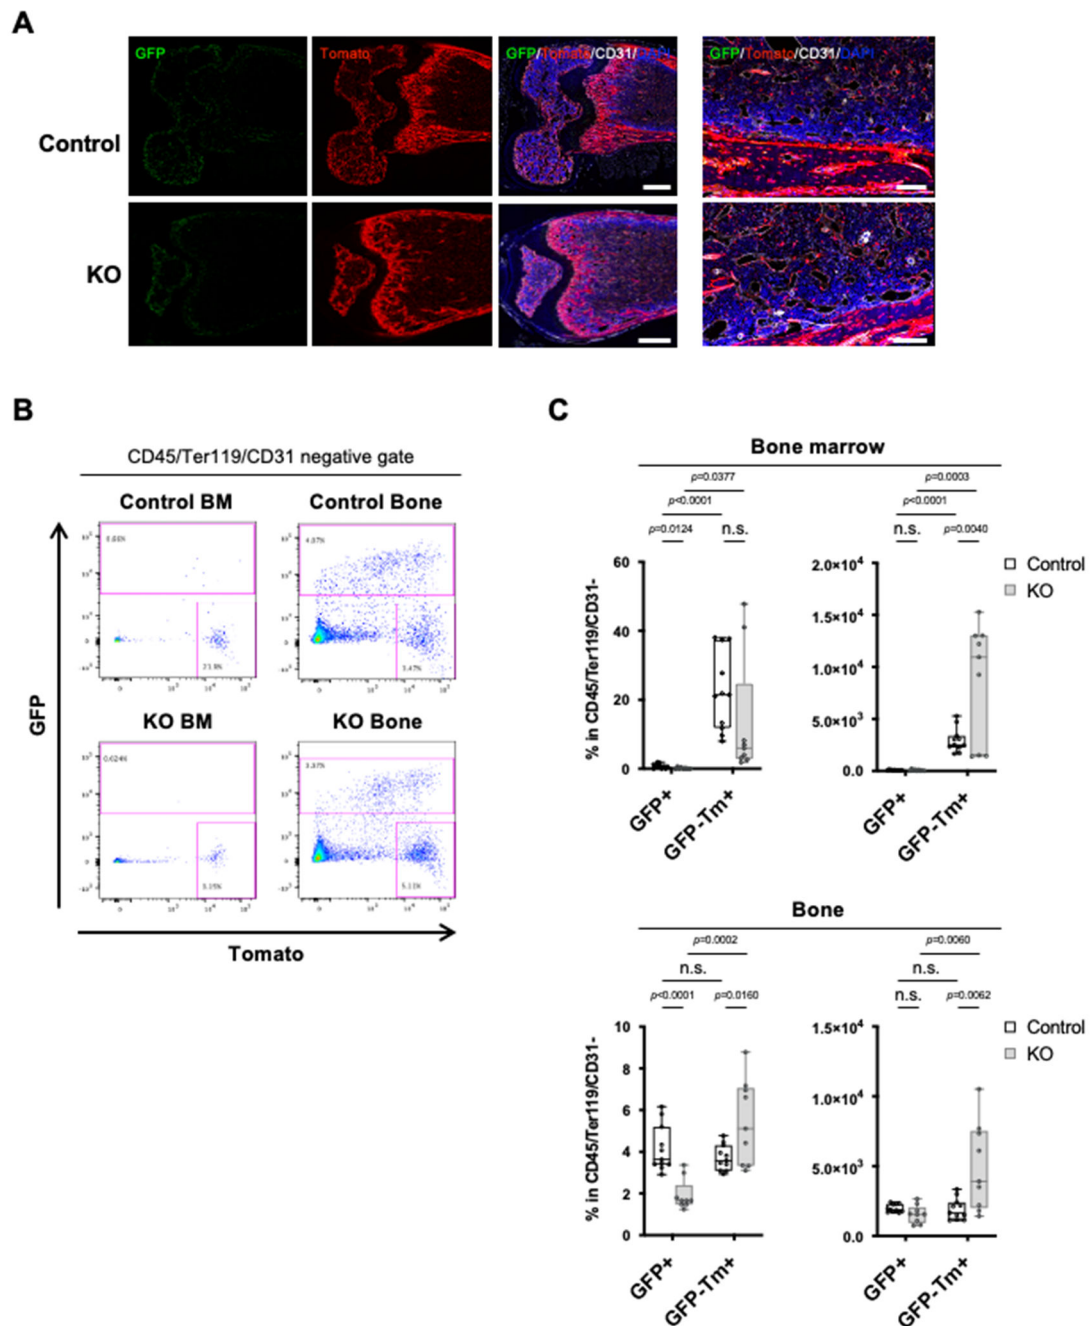 A
GFP
Tomato
GFP/Tomato/CD31/DAPI
GFP/Tomato/CD31/DAPI
Control
KO
B
CD45/Ter119/CD31 negative gate
Control BM
Control Bone
4.07%
KO BM
KO Bone
0.024%
GFP
Tomato
C
Bone marrow
p=0.0377
p<0.0001
p=0.0124
n.s.
p=0.0003
p<0.0001
n.s.
p=0.0040
% in CD45/Ter119/CD31-
60
40
20
0
GFP+
GFP-Tm+
2.0×10⁴
1.5×10⁴
1.0×10⁴
5.0×10³
0.0
GFP+
GFP-Tm+
Control
KO
Bone
p=0.0002
n.s.
p<0.0001
p=0.0160
p=0.0060
n.s.
n.s.
p=0.0062
% in CD45/Ter119/CD31-
10
8
6
4
2
0
GFP+
GFP-Tm+
1.5×10⁴
1.0×10⁴
5.0×10³
0.0
GFP+
GFP-Tm+
Control
KO